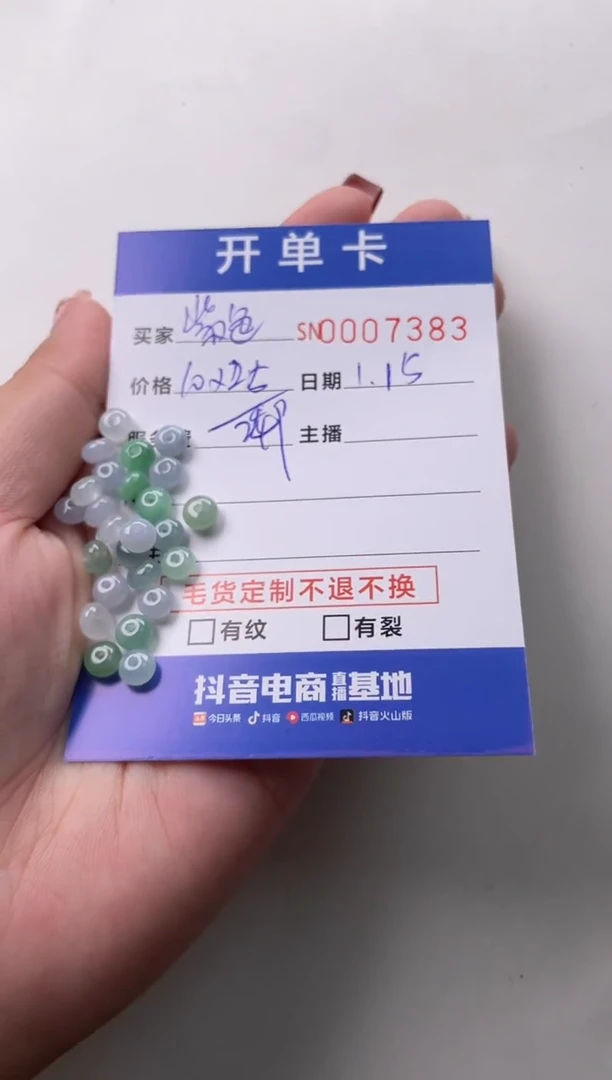 开单卡
买家 紫色 SN0007383
价格 日期 1.15
主播
毛货定制不退不换
有纹 有裂
抖音电商直播基地
今日头条 抖音 西瓜视频 抖音火山版